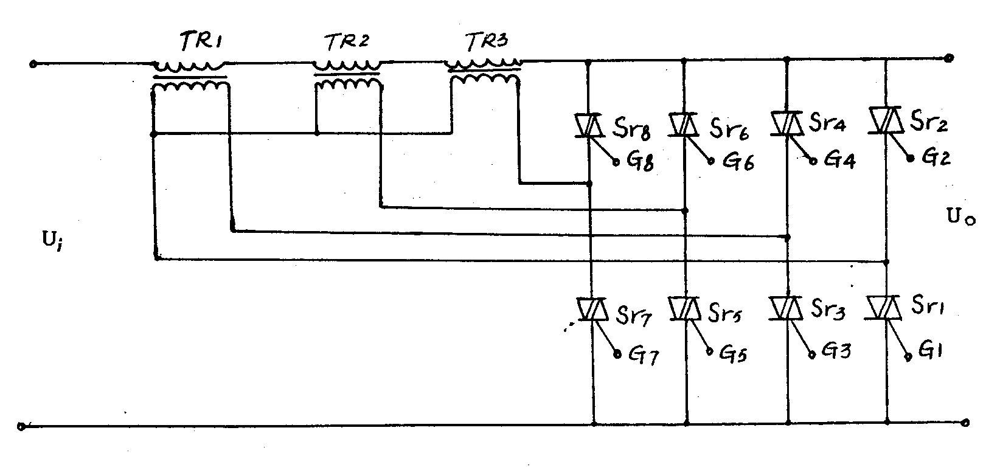 TR1 TR2 TR3
Sr8 Sr6 Sr4 Sr2
G8 G6 G4 G2
Ui Uo
Sr7 Sr5 Sr3 Sr1
G7 G5 G3 G1